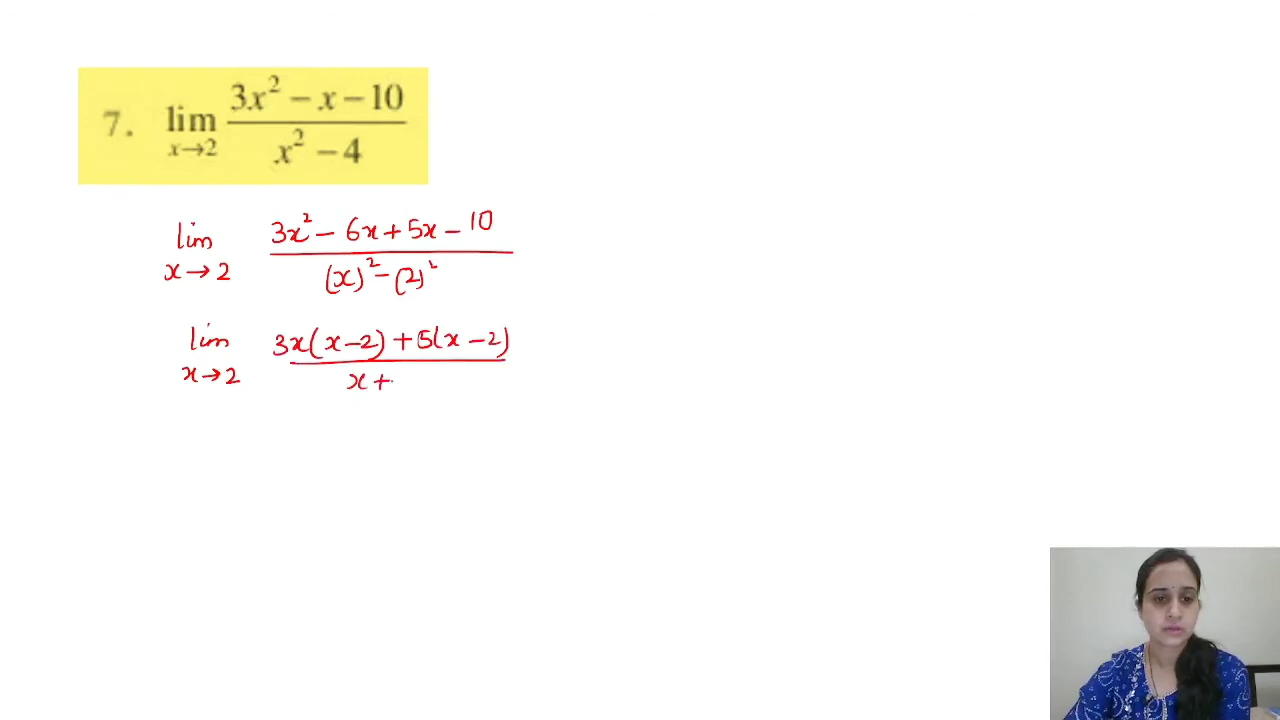 7. lim x→2 (3x² − x − 10) / (x² − 4)
lim x→2 (3x² − 6x + 5x − 10) / ((x)² − (2)²)
lim x→2 (3x(x−2) + 5(x−2)) / (x +